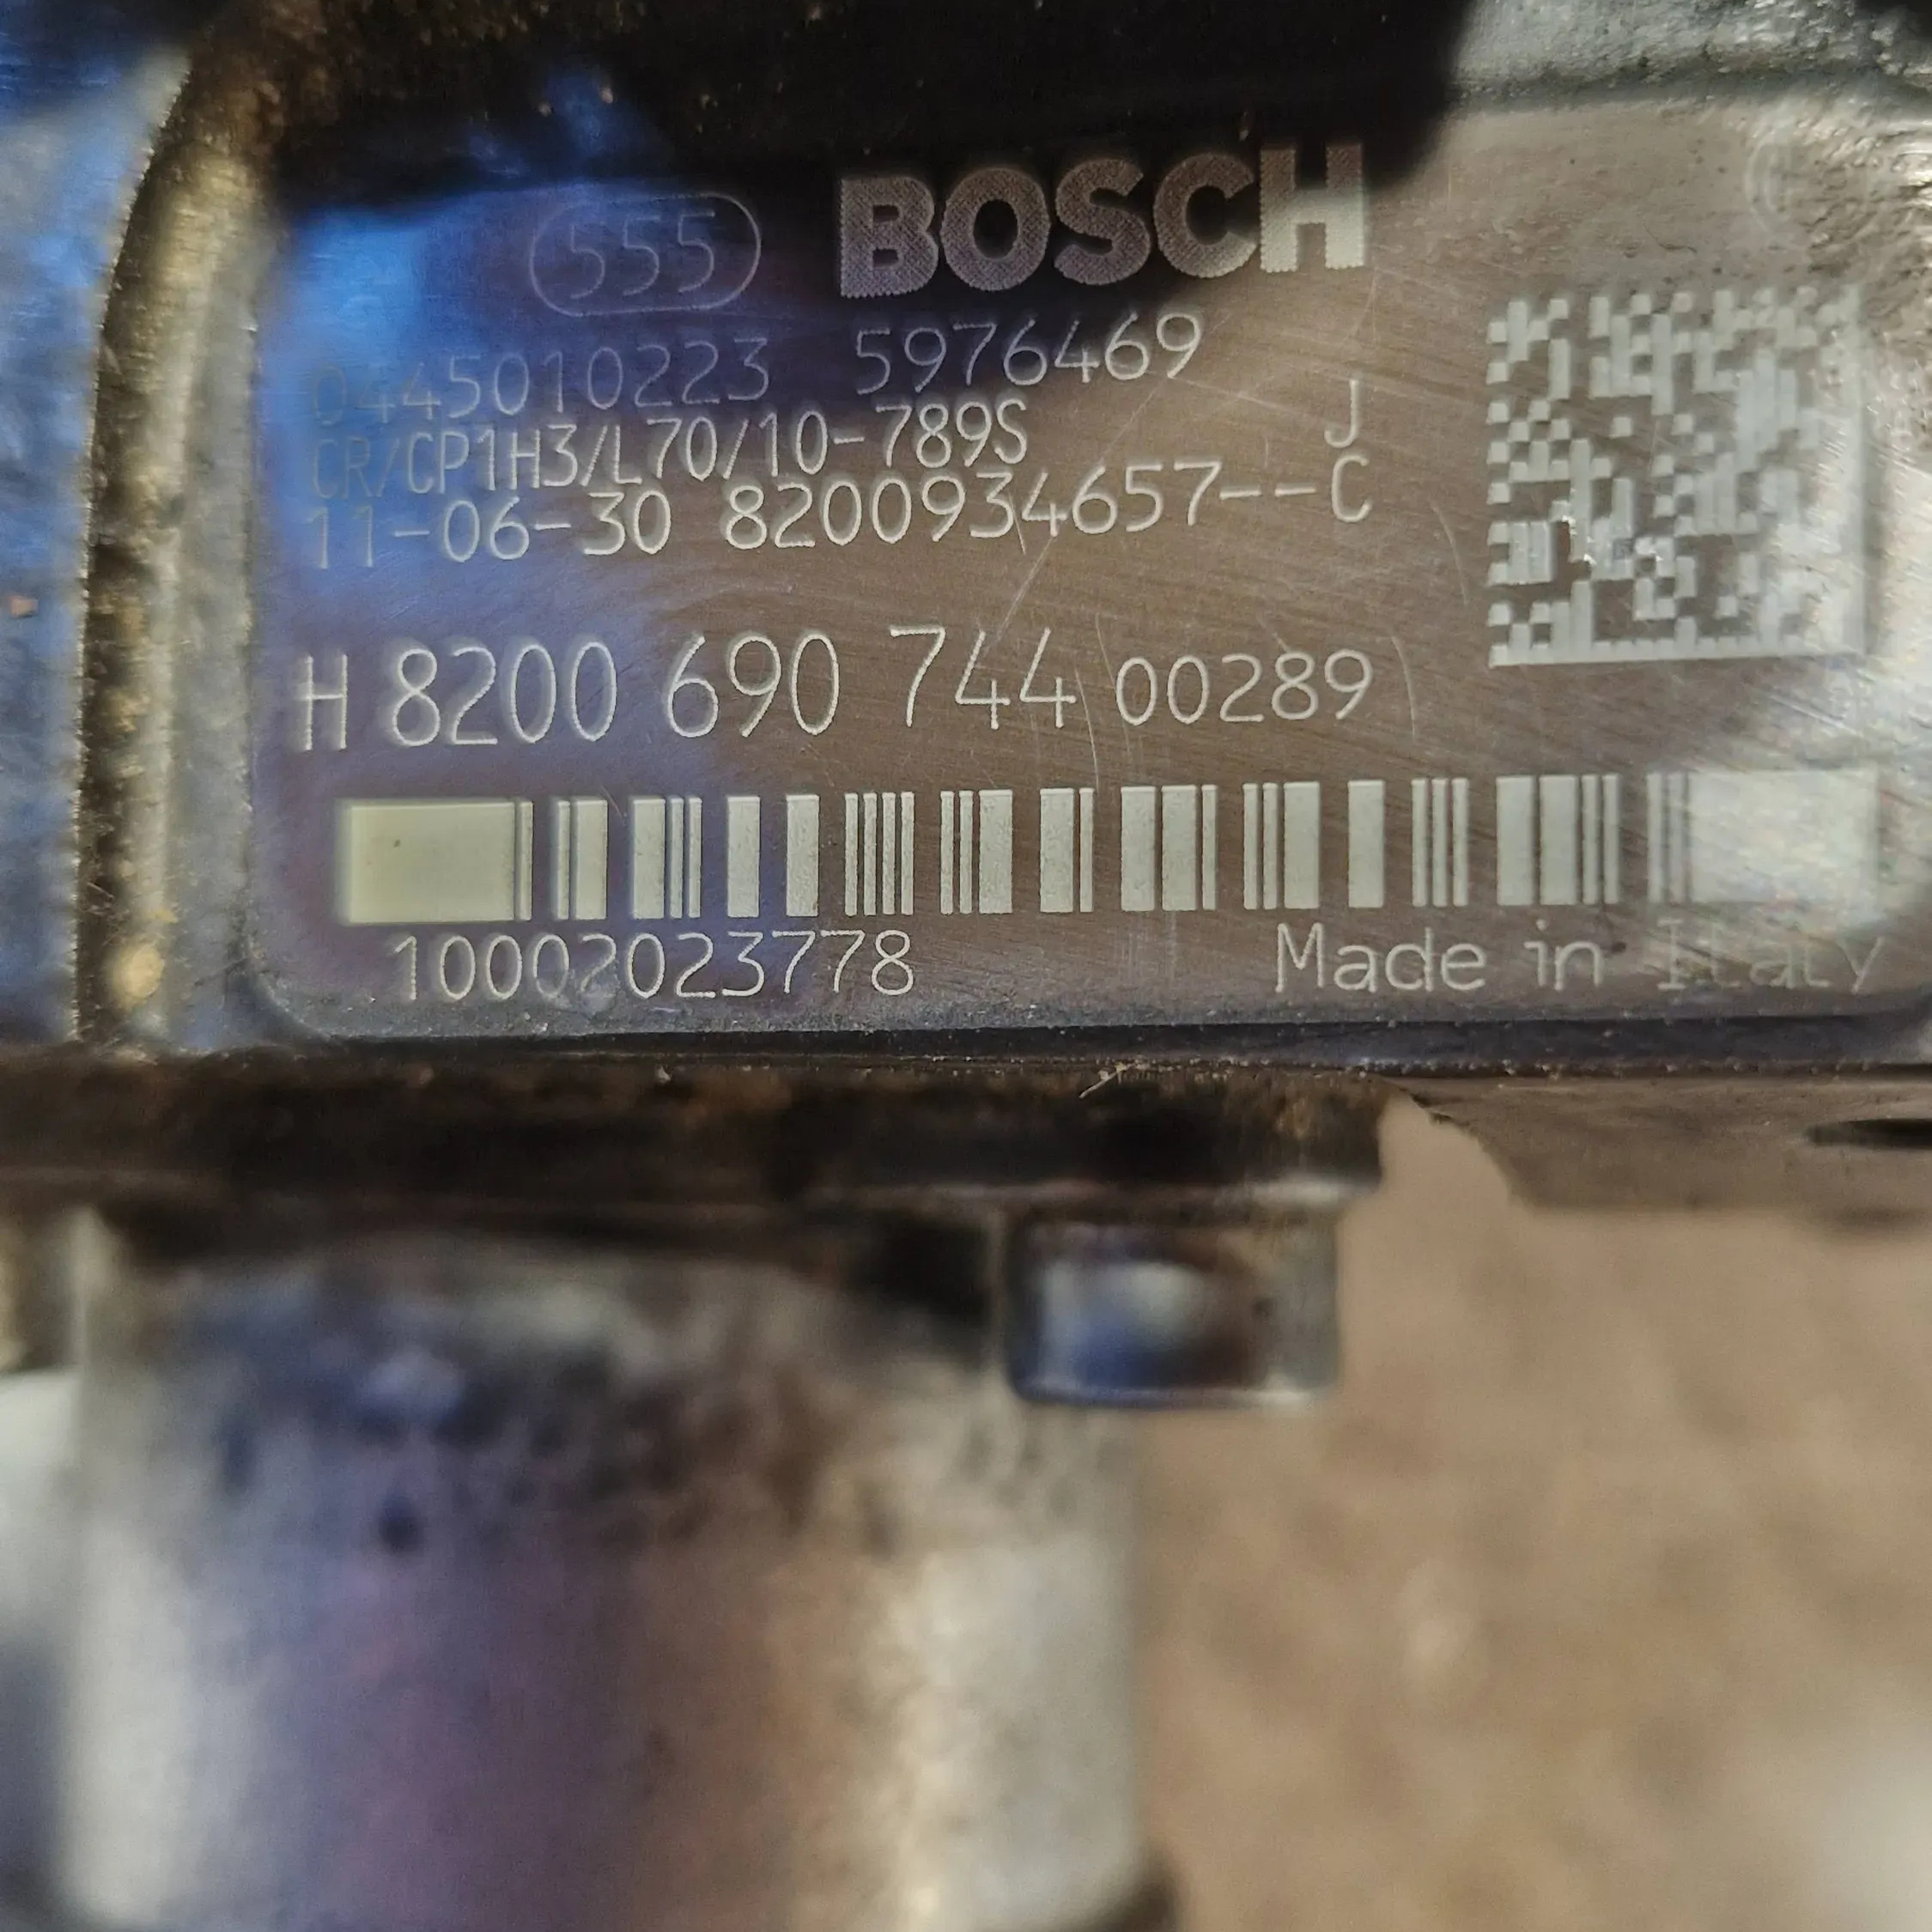 555 BOSCH
0445010223 5976469
CR/CP1H3/L70/10-789S J
11-06-30 8200934657--C
H 8200 690 744 00289
10002023778 Made in Italy